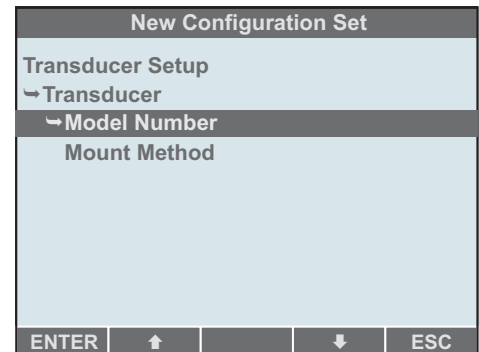 New Configuration Set
Transducer Setup
➥Transducer
➥Model Number
Mount Method
ENTER ⬆ ⬇ ESC